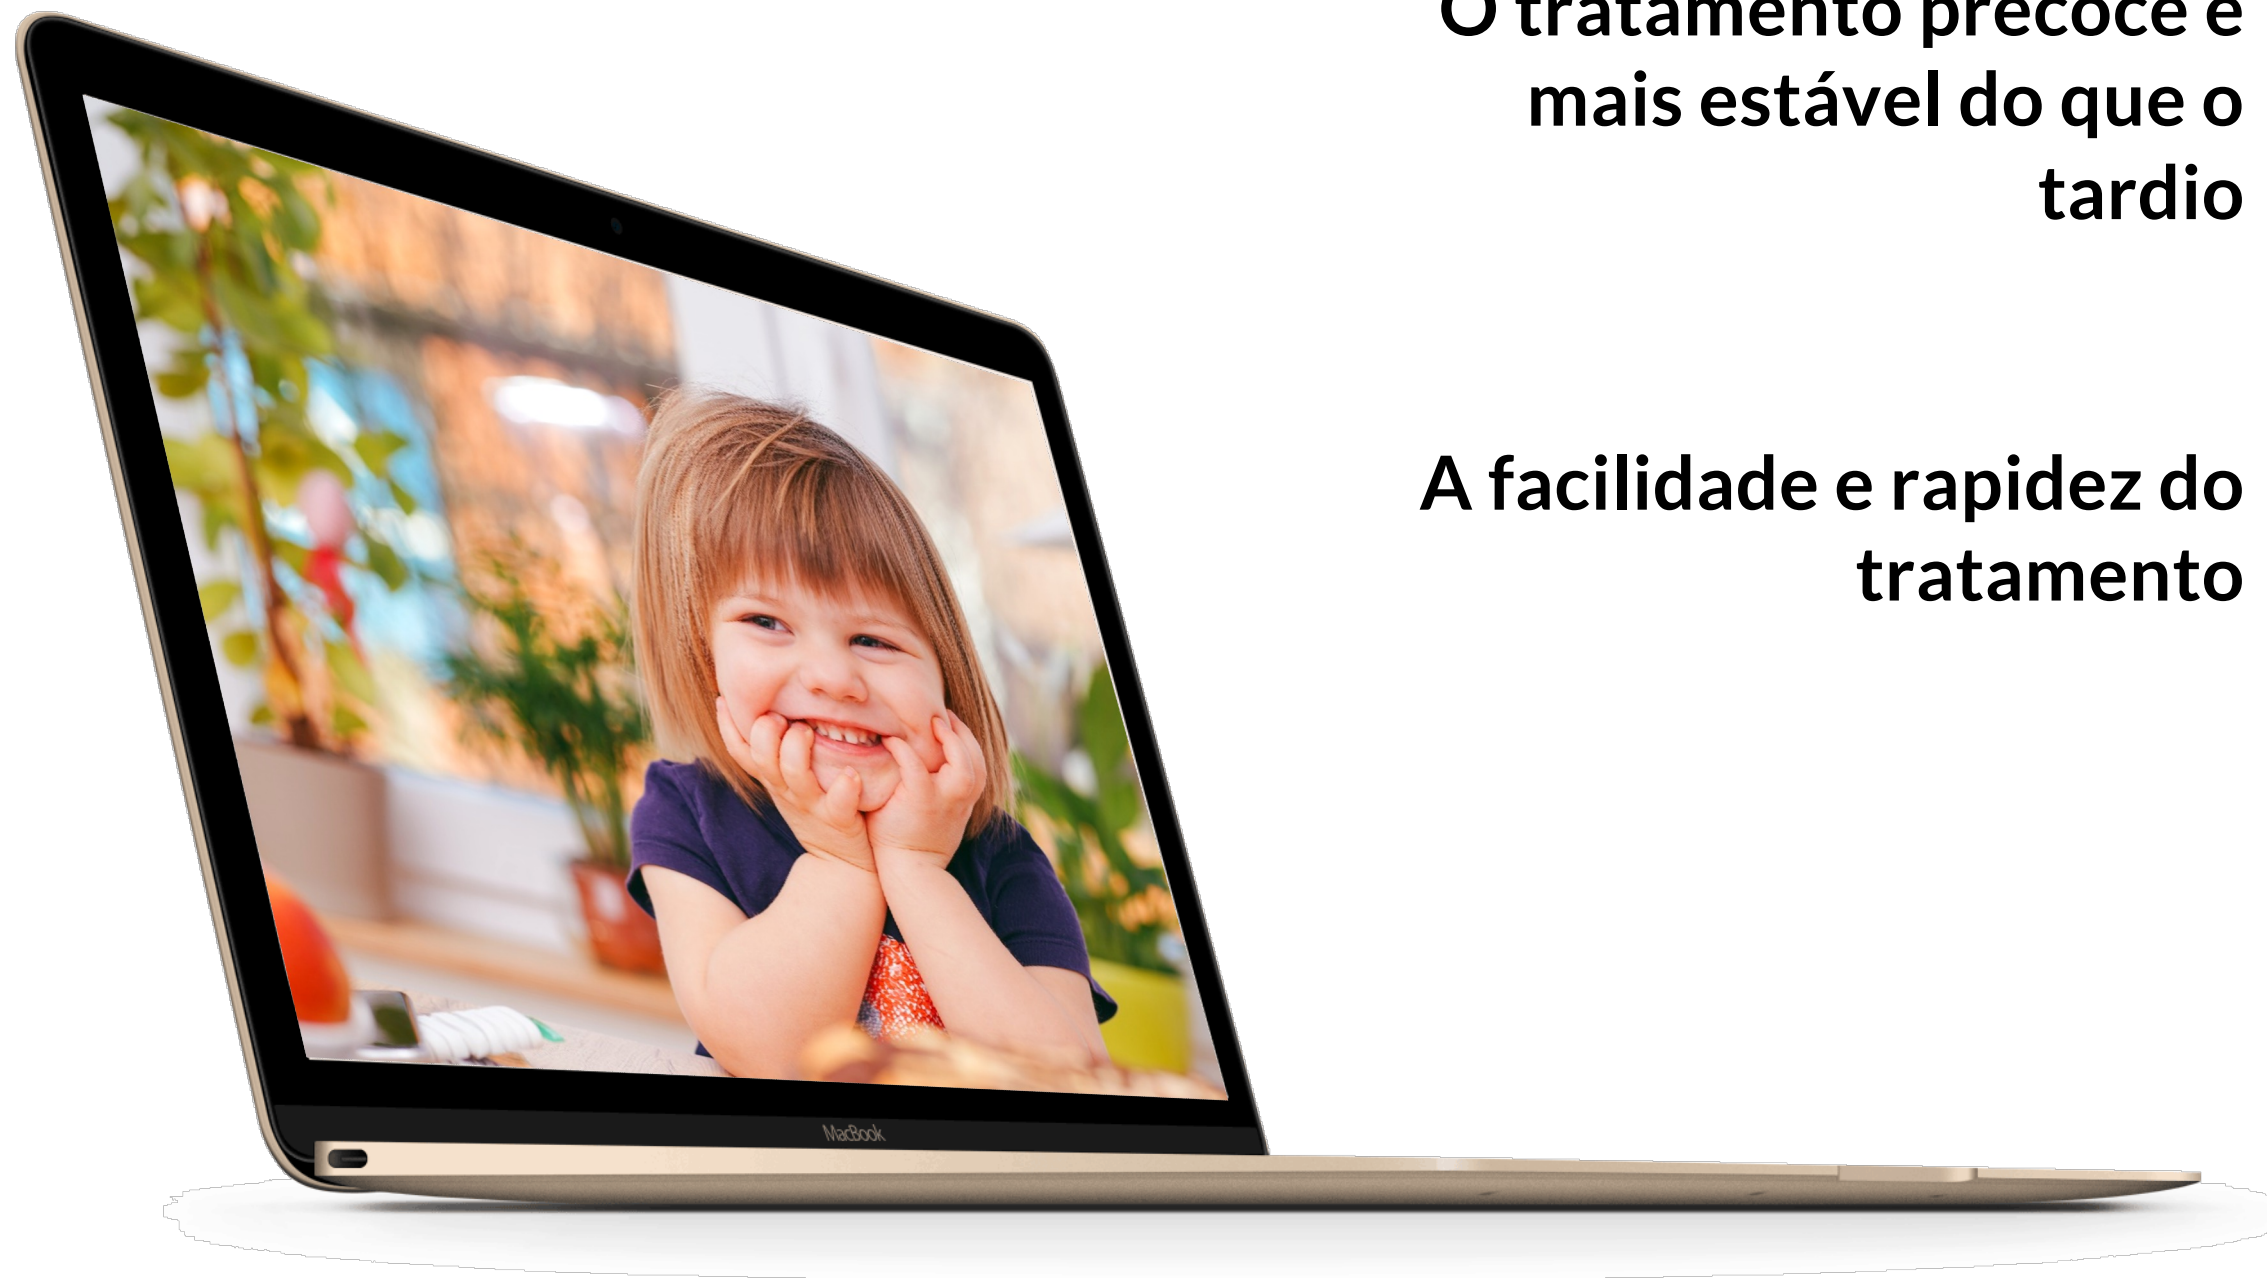 O tratamento precoce é
mais estável do que o
tardio
A facilidade e rapidez do
tratamento
MacBook